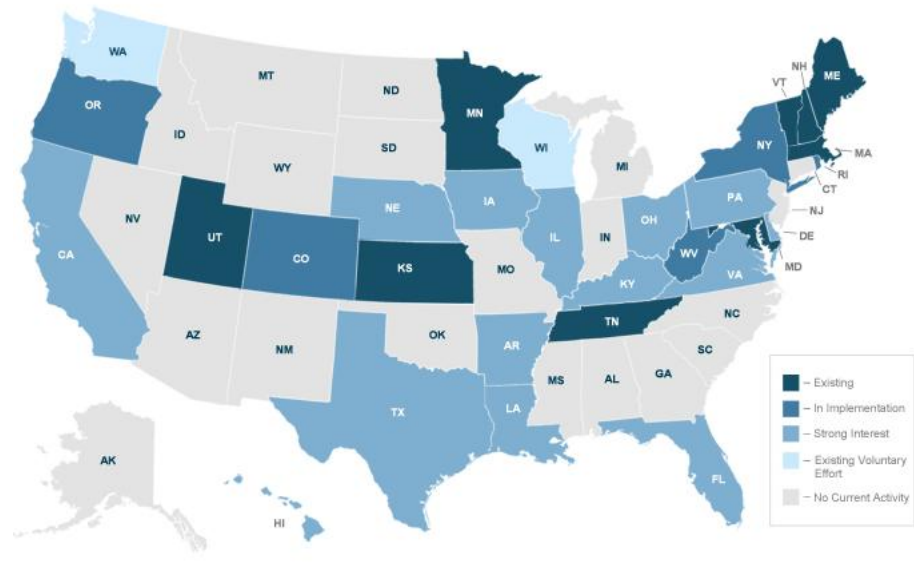 WA
NH
ME
VT
MT
ND
MN
OR
NY
MA
ID
SD
WI
MI
RI
WY
CT
PA
IA
NE
NJ
NV
OH
IL
IN
DE
UT
CA
CO
WV
KS
MO
VA
MD
KY
NC
TN
AZ
OK
NM
AR
SC
MS
AL
GA
TX
LA
AK
FL
HI
– Existing
– In Implementation
– Strong Interest
– Existing Voluntary
Effort
– No Current Activity